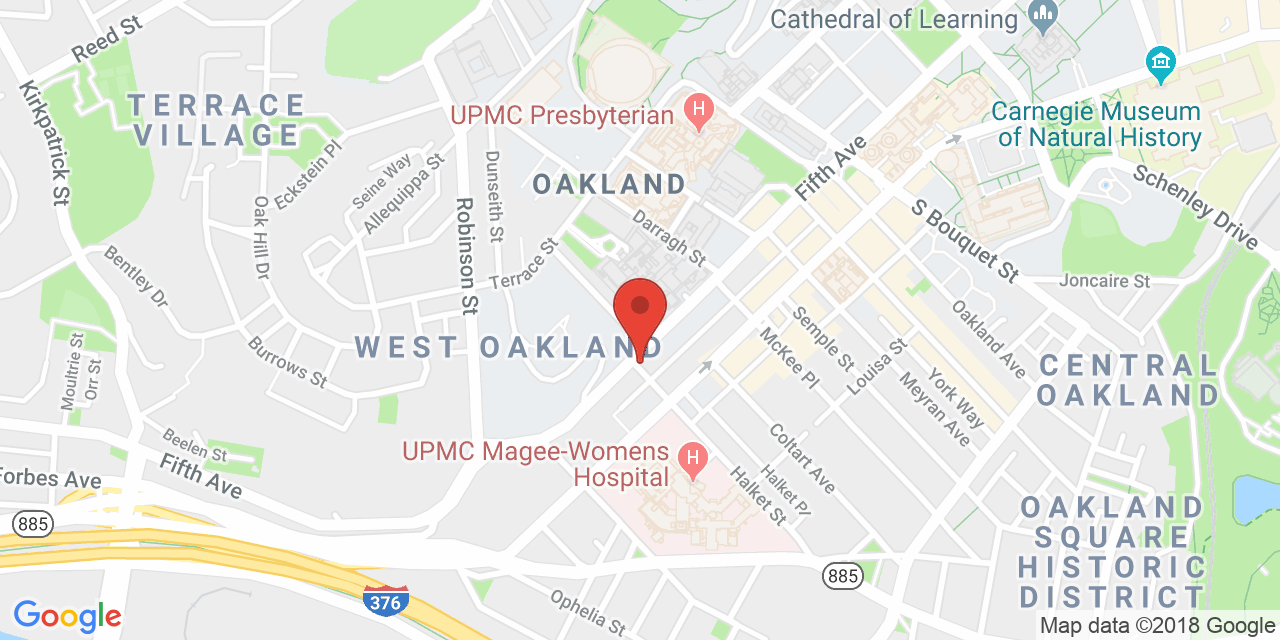 Cathedral of Learning
Reed St
Carnegie Museum
of Natural History
TERRACE
VILLAGE
UPMC Presbyterian
H
Kirkpatrick St
Fifth Ave
Eckstein Pl
Seine Way
Allequippa St
Dunseith St
OAKLAND
Schenley Drive
Oak Hill Dr
Robinson St
Darragh St
S Bouquet St
Bentley Dr
Terrace St
Joncaire St
Moultrie St
Orr St
Burrows St
WEST OAKLAND
Semple St
McKee Pl
Louisa St
Oakland Ave
York Way
Meyran Ave
CENTRAL
OAKLAND
Beelen St
Fifth Ave
Forbes Ave
UPMC Magee-Womens
Hospital
H
Coltart Ave
Halket Pl
Halket St
885
OAKLAND
SQUARE
HISTORIC
DISTRICT
885
376
Ophelia St
Google
Map data ©2018 Google